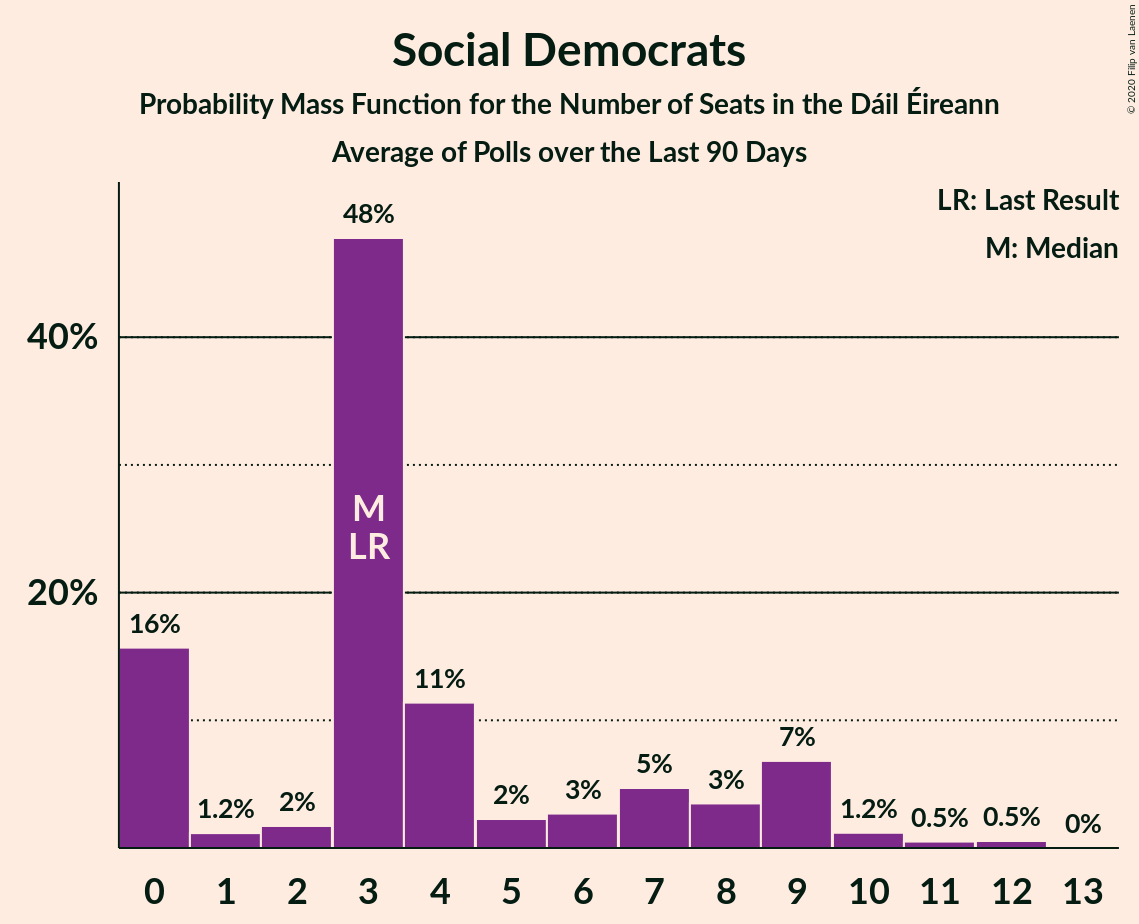 Social Democrats
Probability Mass Function for the Number of Seats in the Dáil Éireann
Average of Polls over the Last 90 Days
© 2020 Filip van Laenen
LR: Last Result
M: Median
48%
40%
M
LR
20%
16%
11%
7%
5%
3%
3%
2%
2%
1.2%
1.2%
0.5%
0.5%
0%
0 1 2 3 4 5 6 7 8 9 10 11 12 13